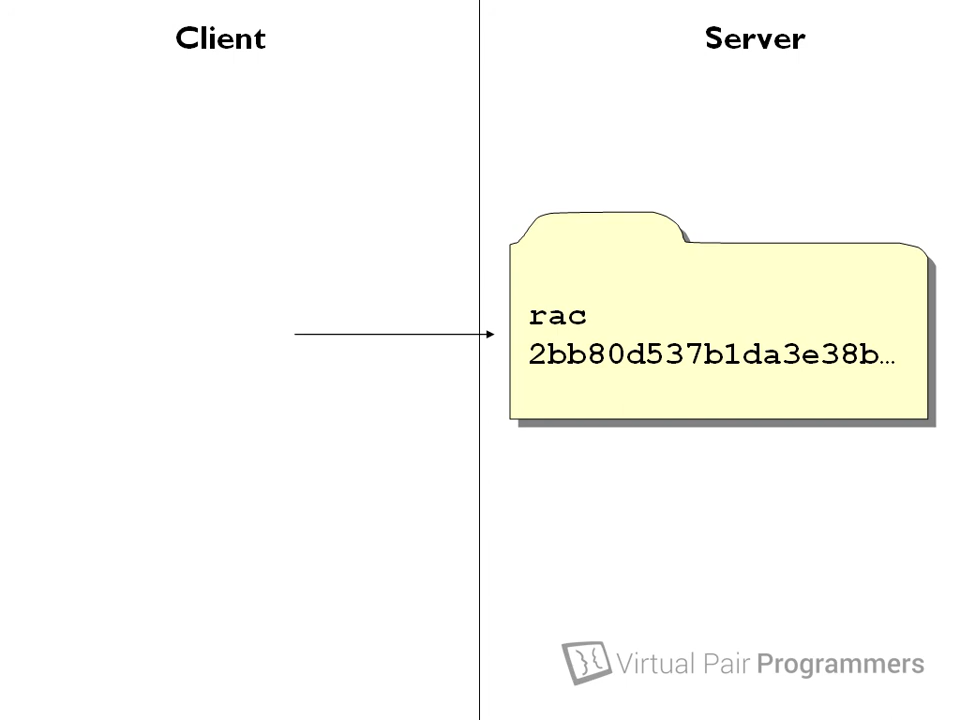 Client
Server
rac
2bb80d537b1da3e38b…
Virtual Pair Programmers